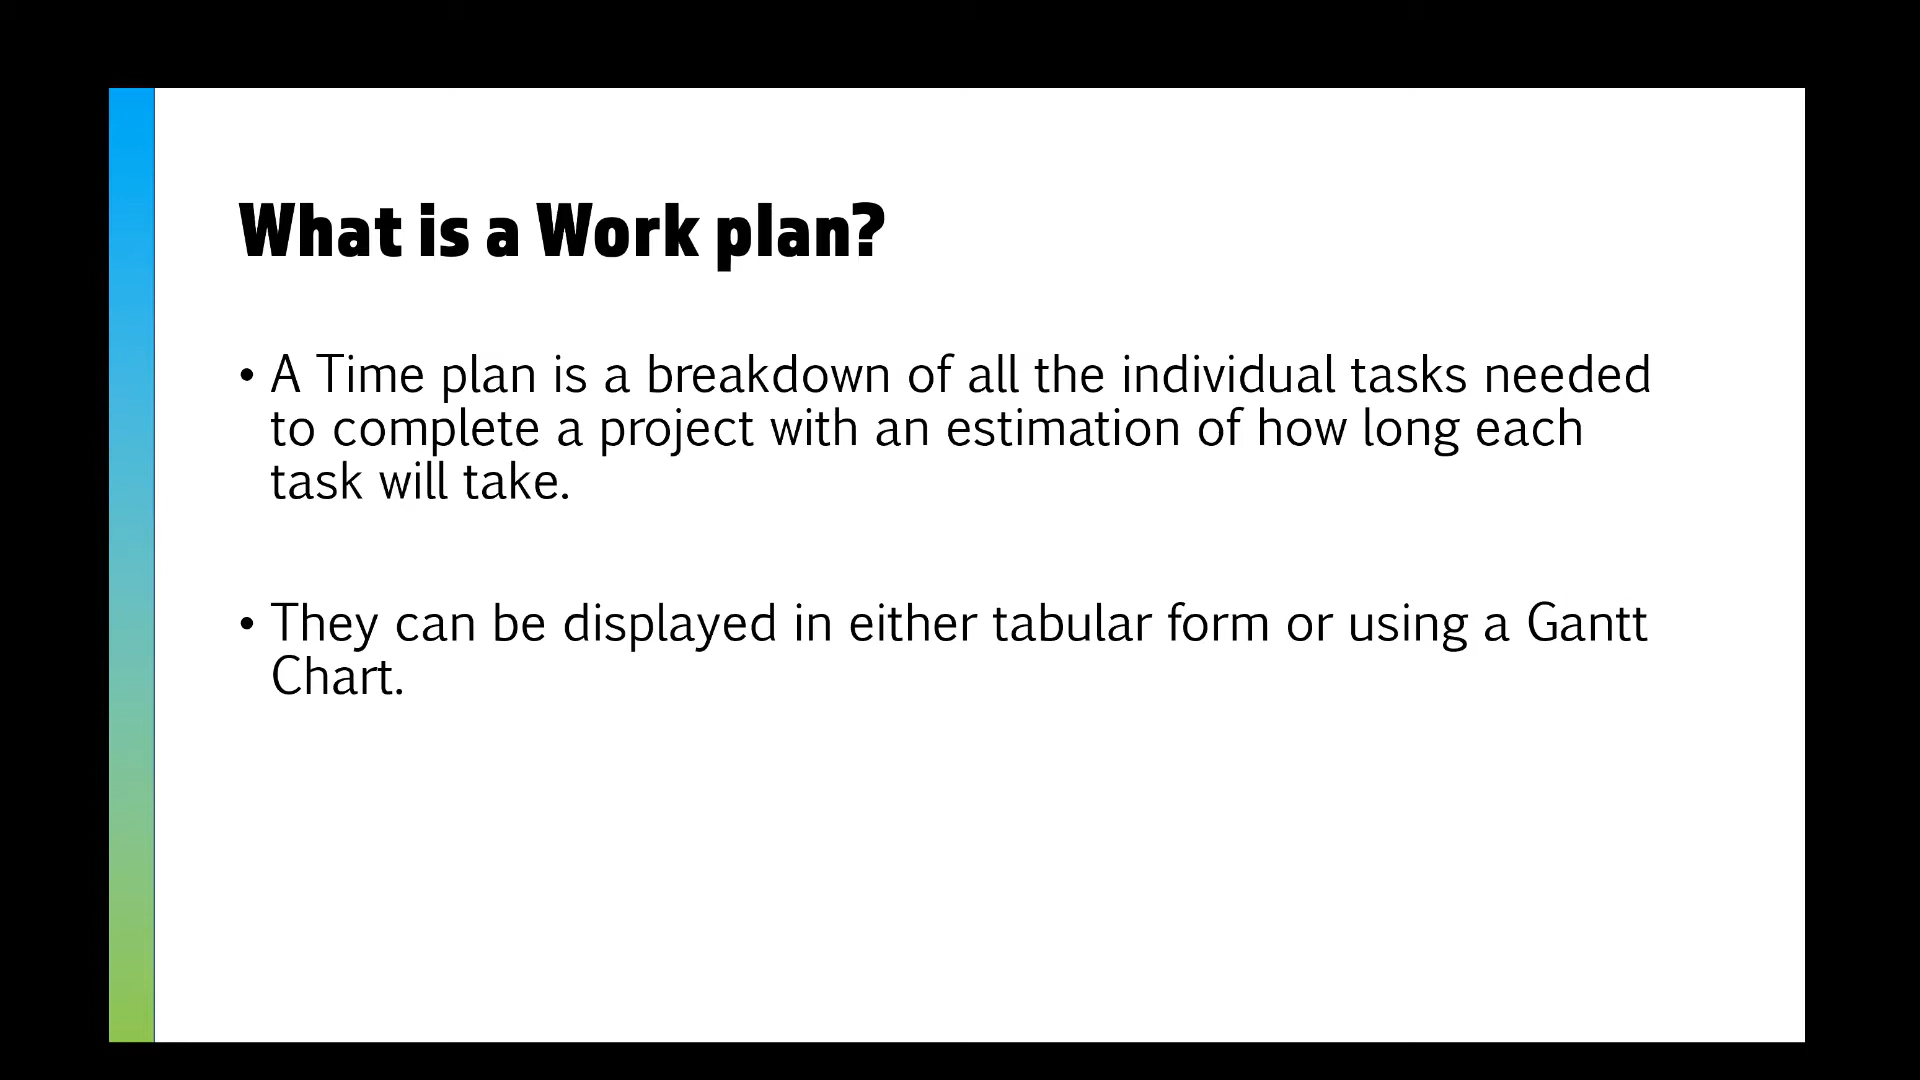 What is a Work plan?
• A Time plan is a breakdown of all the individual tasks needed
to complete a project with an estimation of how long each
task will take.
• They can be displayed in either tabular form or using a Gantt
Chart.